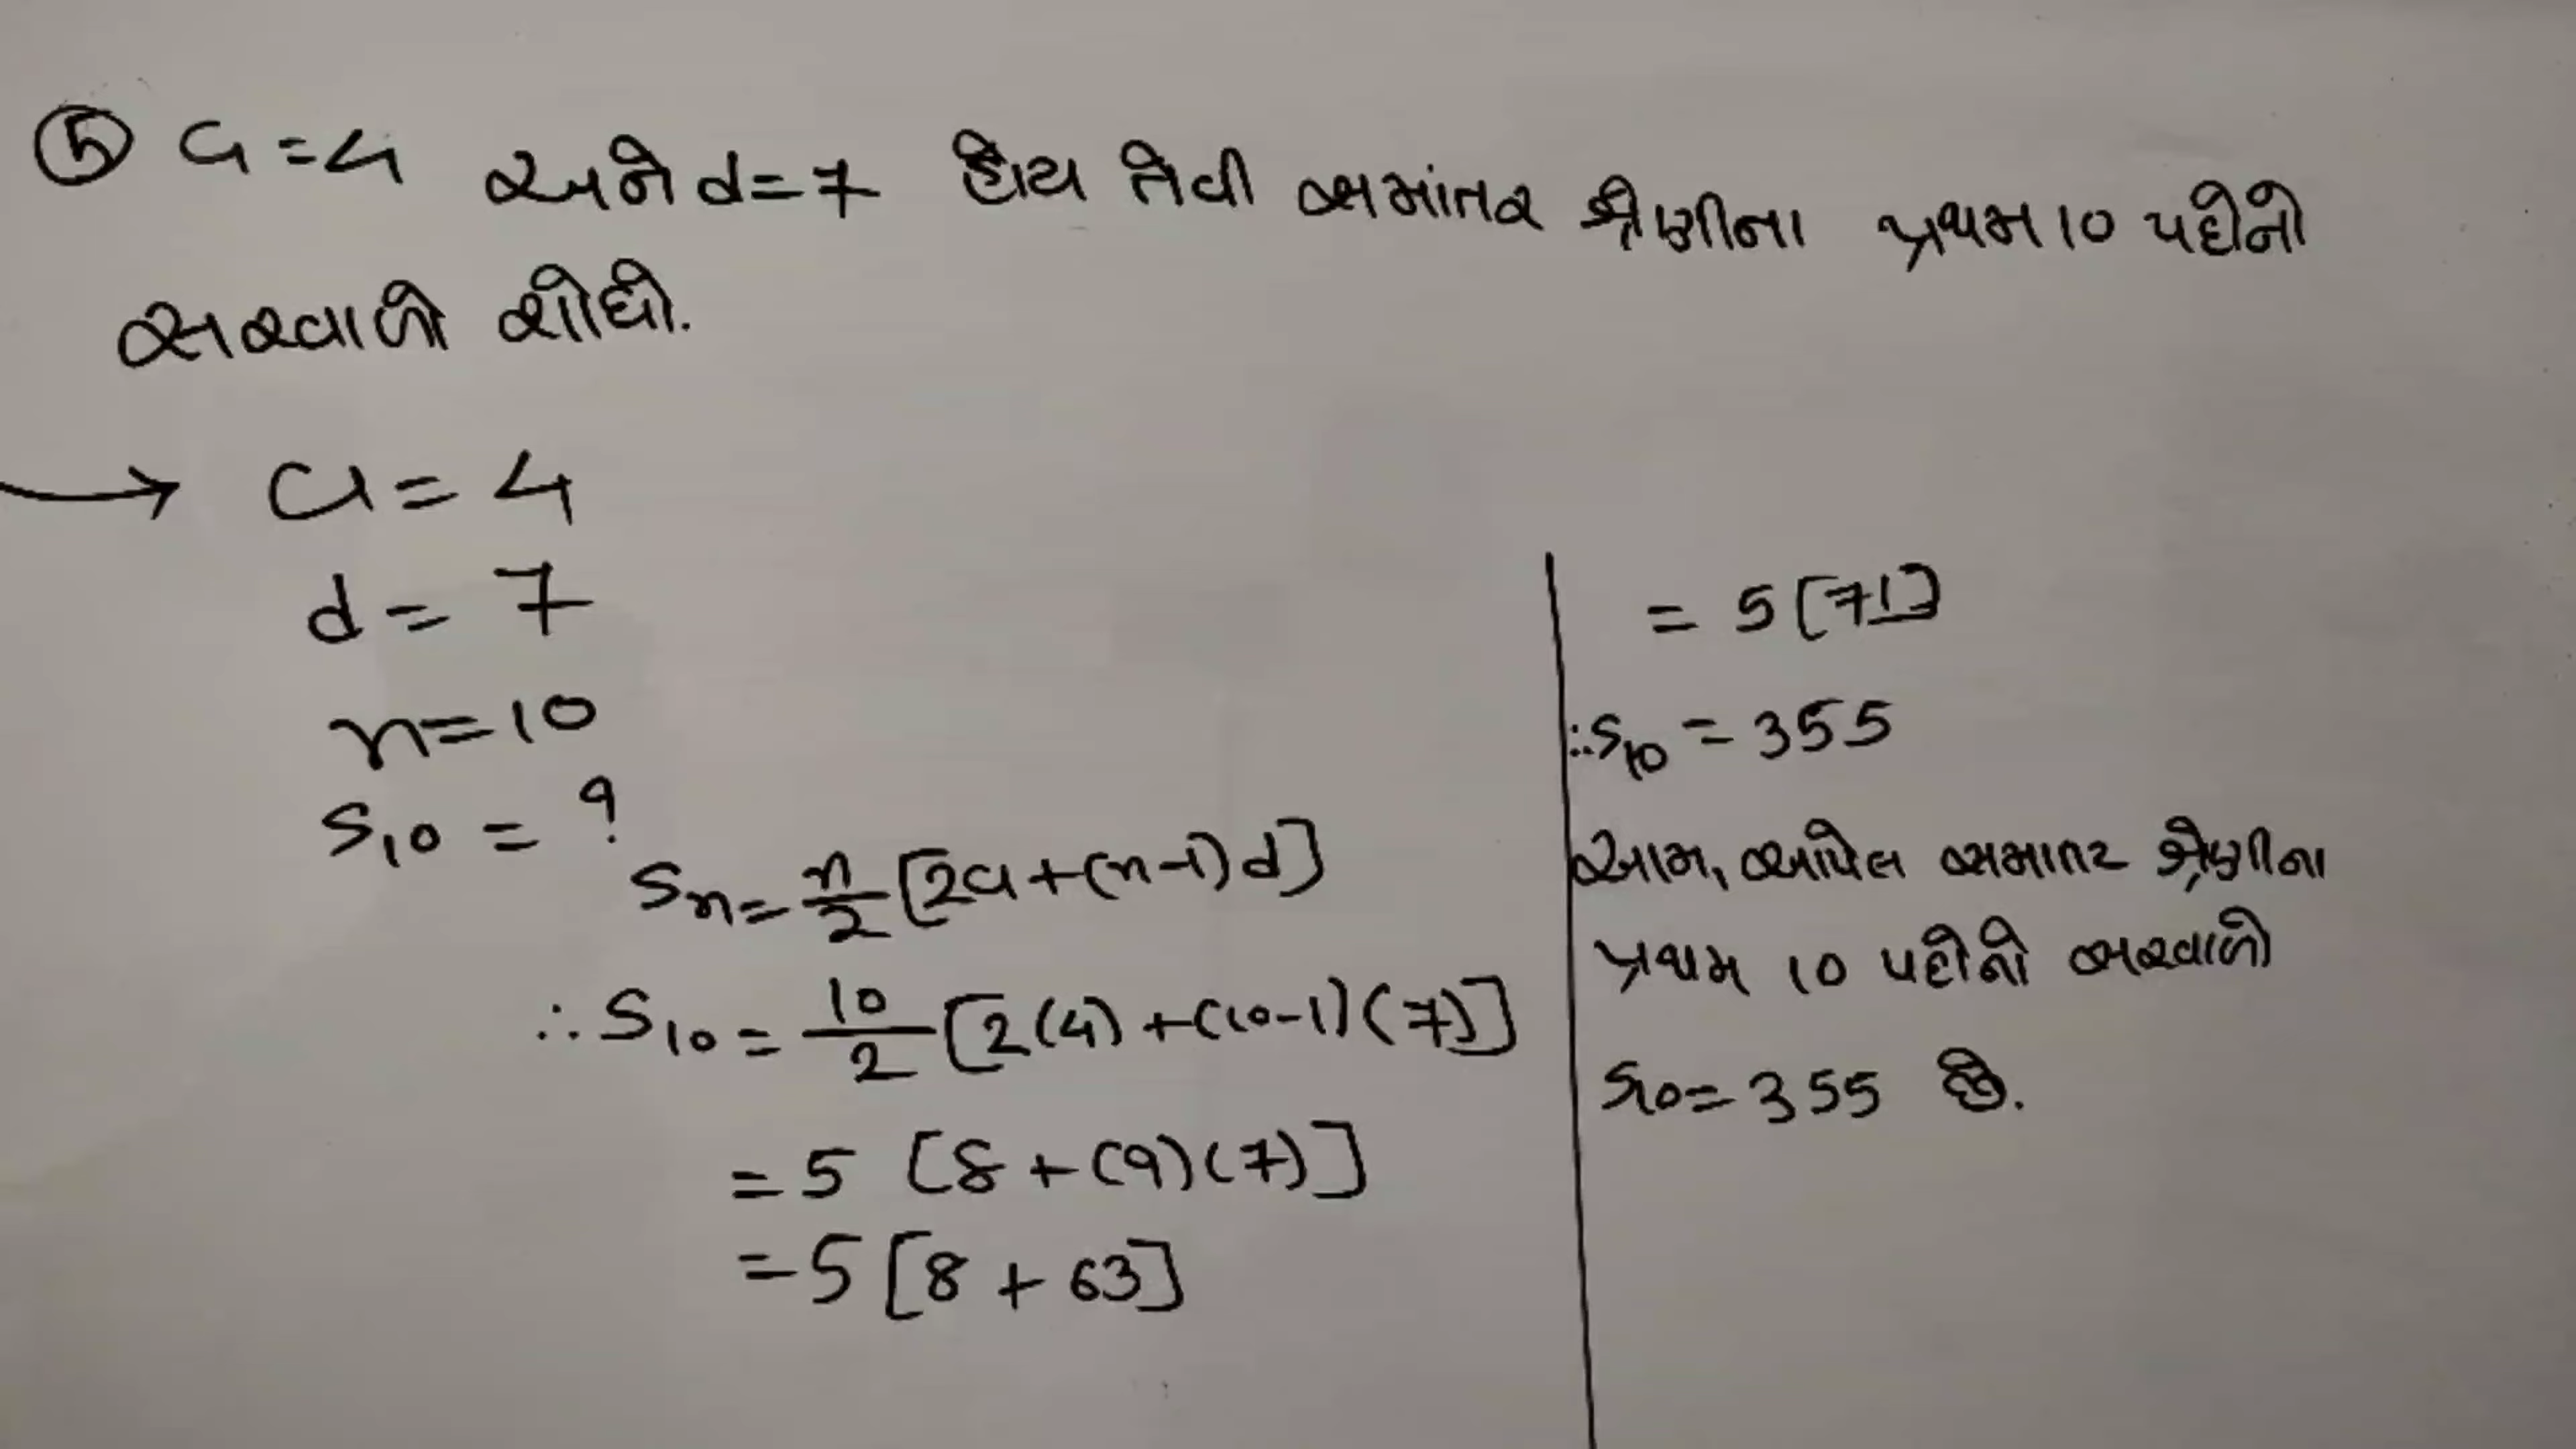 ⑤ a=4 અને d=7 હોય તેવી સમાંતર શ્રેણીના પ્રથમ 10 પદોનો
સરવાળો શોધો.
→ a = 4
d = 7
n=10
S₁₀ = ?
Sₙ= n/2 [2a+(n-1)d]
∴ S₁₀ = 10/2 [2(4)+(10-1)(7)]
= 5 [8+(9)(7)]
= 5 [8 + 63]
= 5 [71]
∴ S₁₀ = 355
આમ, આપેલ સમાતર શ્રેણીના
પ્રથમ 10 પદોનો સરવાળો
S₁₀= 355 છે.